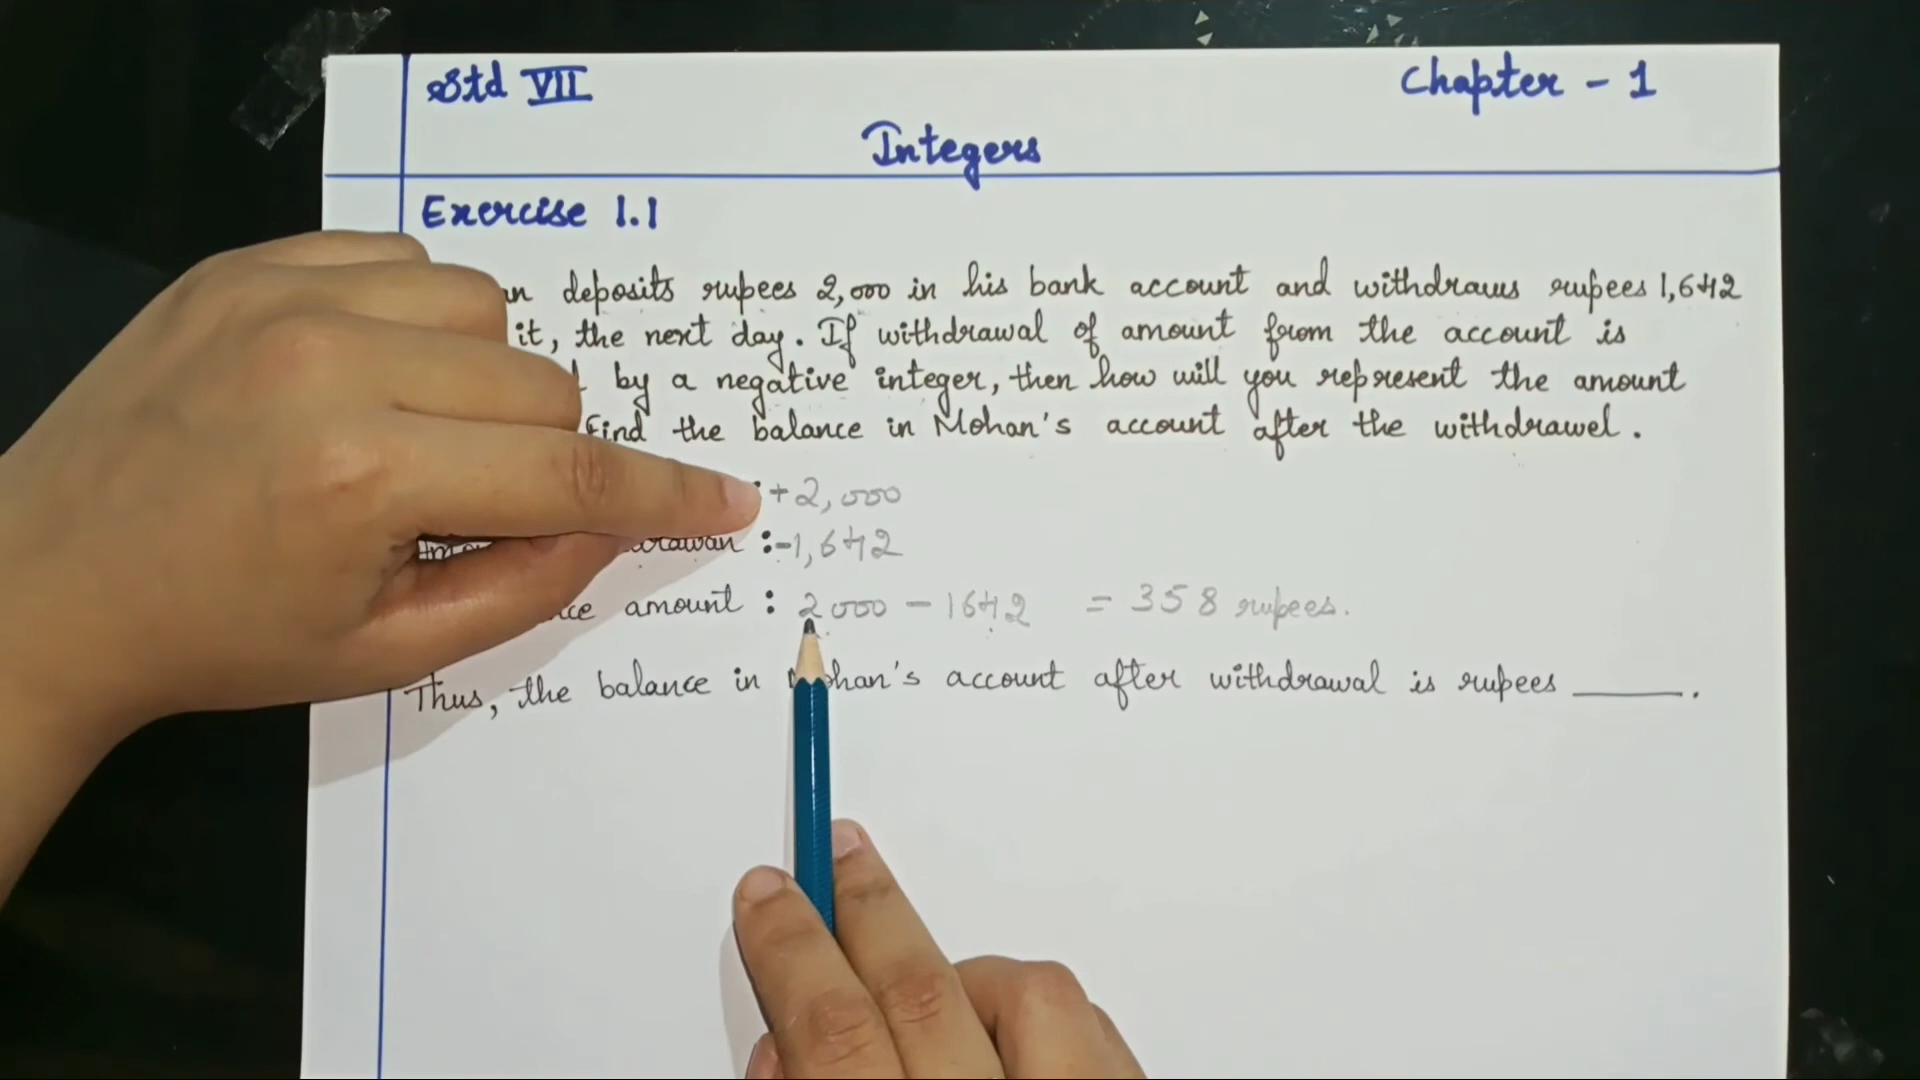 Std VII
Chapter - 1
Integers
Exercise 1.1
deposits rupees 2,000 in his bank account and withdraws rupees 1,642
it, the next day. If withdrawal of amount from the account is
by a negative integer, then how will you represent the amount
Find the balance in Mohan's account after the withdrawel.
: +2,000
: -1,642
amount : 2000 - 1642 = 358 rupees.
Thus, the balance in Mohan's account after withdrawal is rupees ______.